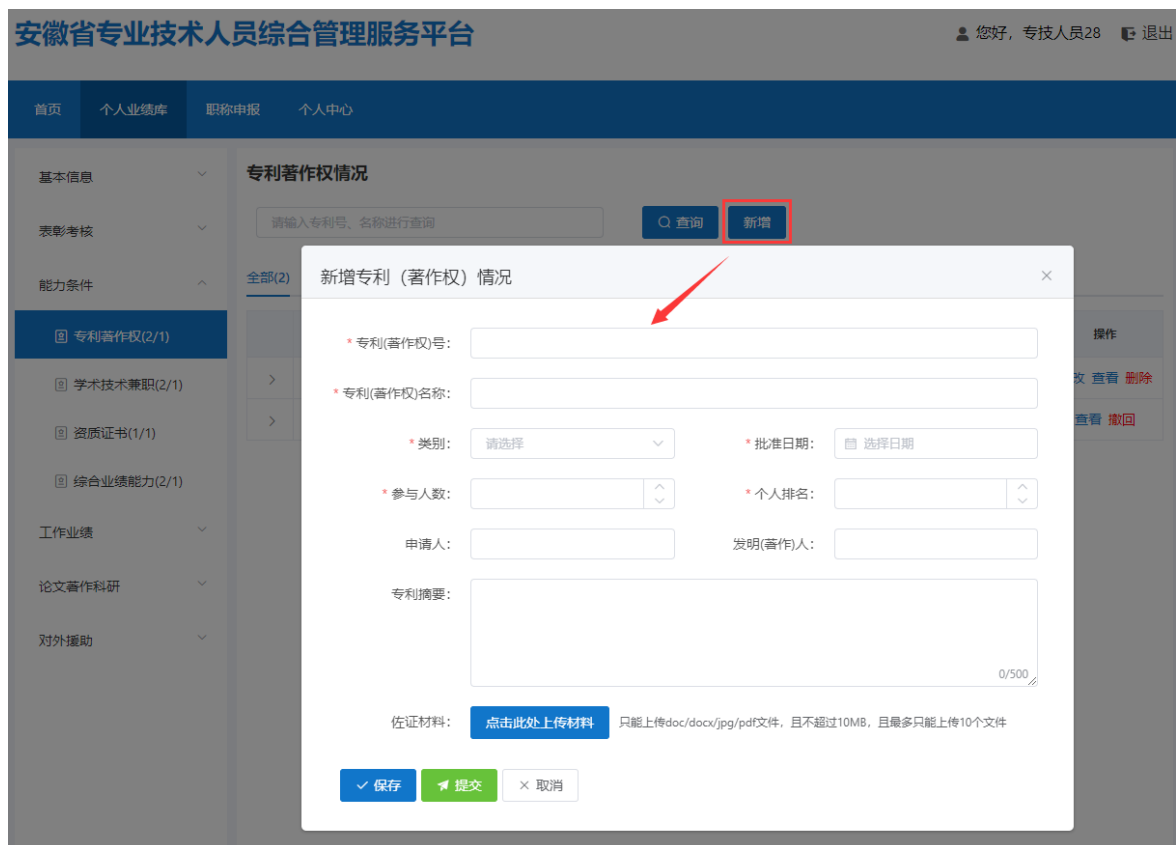 安徽省专业技术人员综合管理服务平台
您好，专技人员28 退出
首页 个人业绩库 职称申报 个人中心
基本信息
表彰考核
能力条件
专利著作权(2/1)
学术技术兼职(2/1)
资质证书(1/1)
综合业绩能力(2/1)
工作业绩
论文著作科研
对外援助
专利著作权情况
请输入专利号、名称进行查询 查询 新增
全部(2)
操作
改 查看 删除
查看 撤回
新增专利（著作权）情况
* 专利(著作权)号：
* 专利(著作权)名称：
* 类别： 请选择 * 批准日期： 选择日期
* 参与人数： * 个人排名：
申请人： 发明(著作)人：
专利摘要：
0/500
佐证材料： 点击此处上传材料 只能上传doc/docx/jpg/pdf文件，且不超过10MB，且最多只能上传10个文件
保存 提交 取消